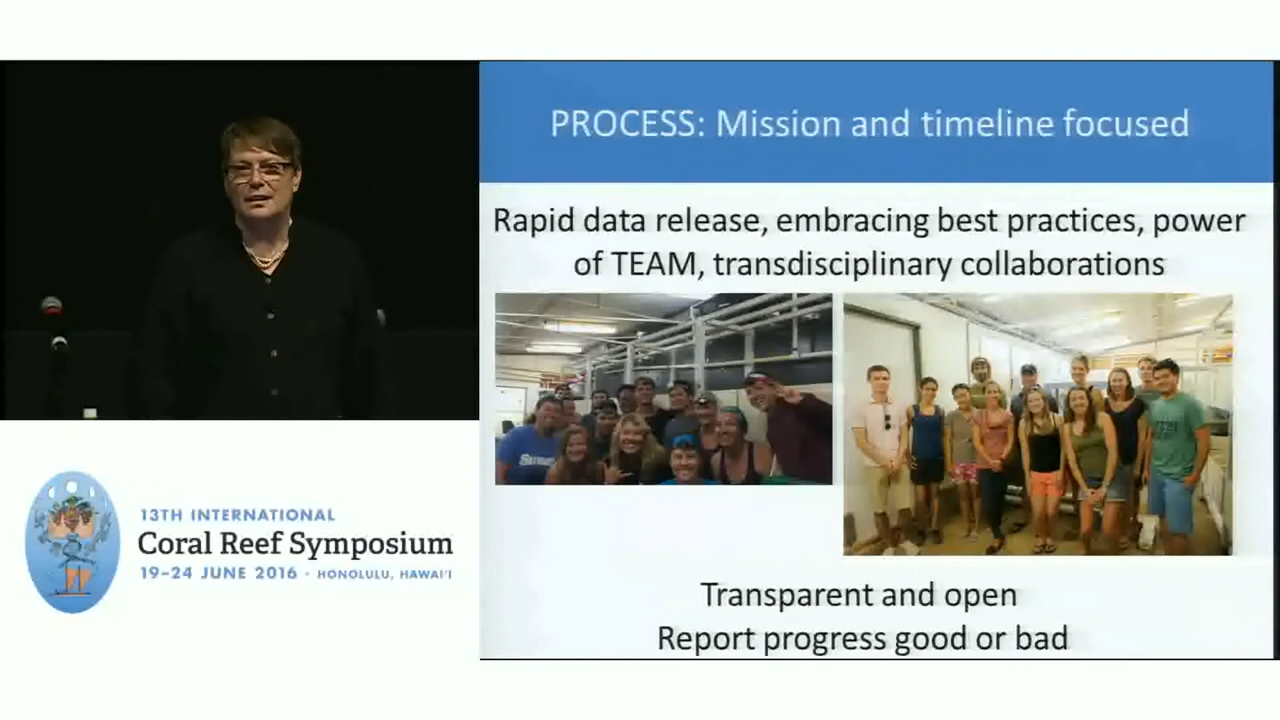 PROCESS: Mission and timeline focused
Rapid data release, embracing best practices, power
of TEAM, transdisciplinary collaborations
Transparent and open
Report progress good or bad
13TH INTERNATIONAL
Coral Reef Symposium
19–24 JUNE 2016 • HONOLULU, HAWAI'I